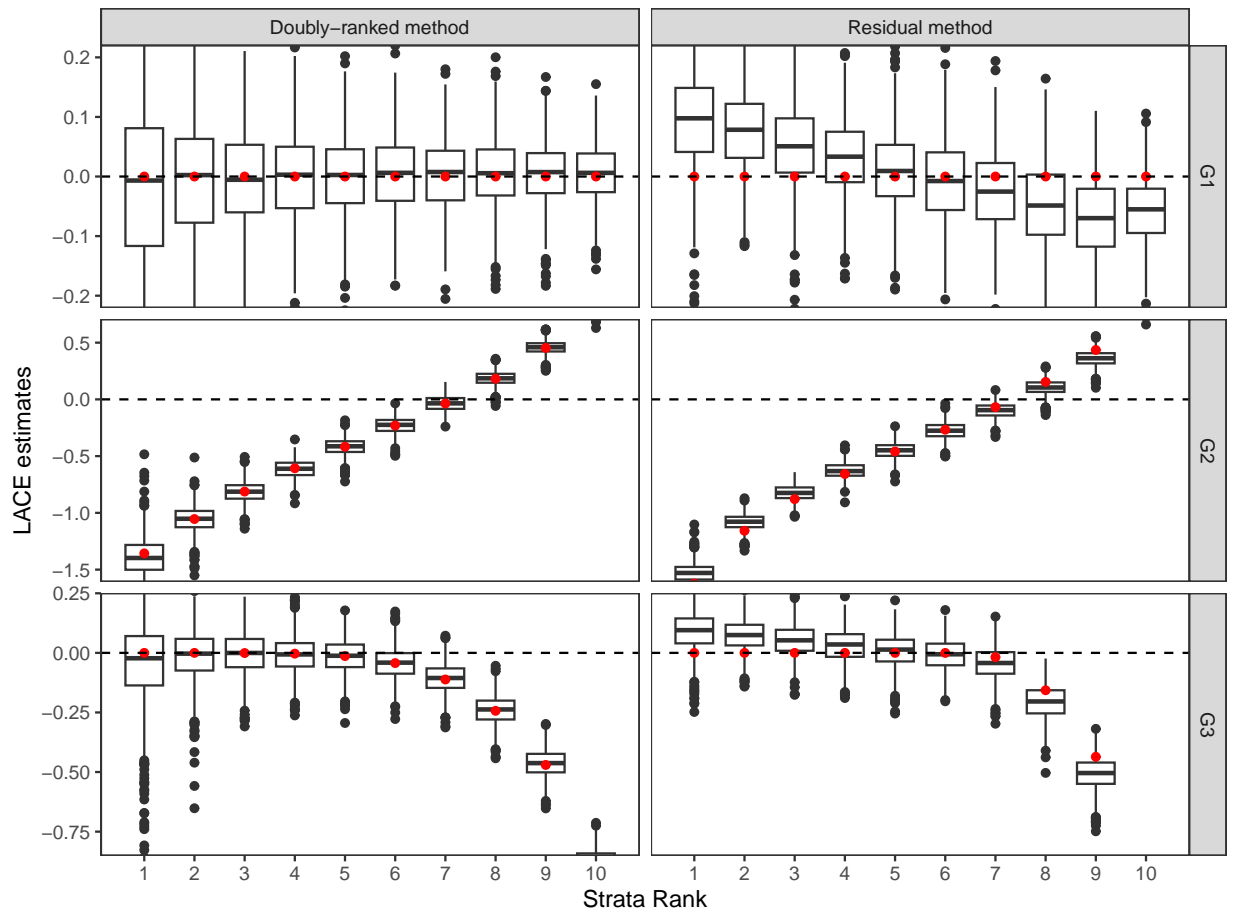 Doubly−ranked method
Residual method
0.2
0.1
0.0
−0.1
−0.2
G1
0.5
0.0
−0.5
−1.0
−1.5
G2
0.25
0.00
−0.25
−0.50
−0.75
G3
LACE estimates
1 2 3 4 5 6 7 8 9 10
1 2 3 4 5 6 7 8 9 10
Strata Rank